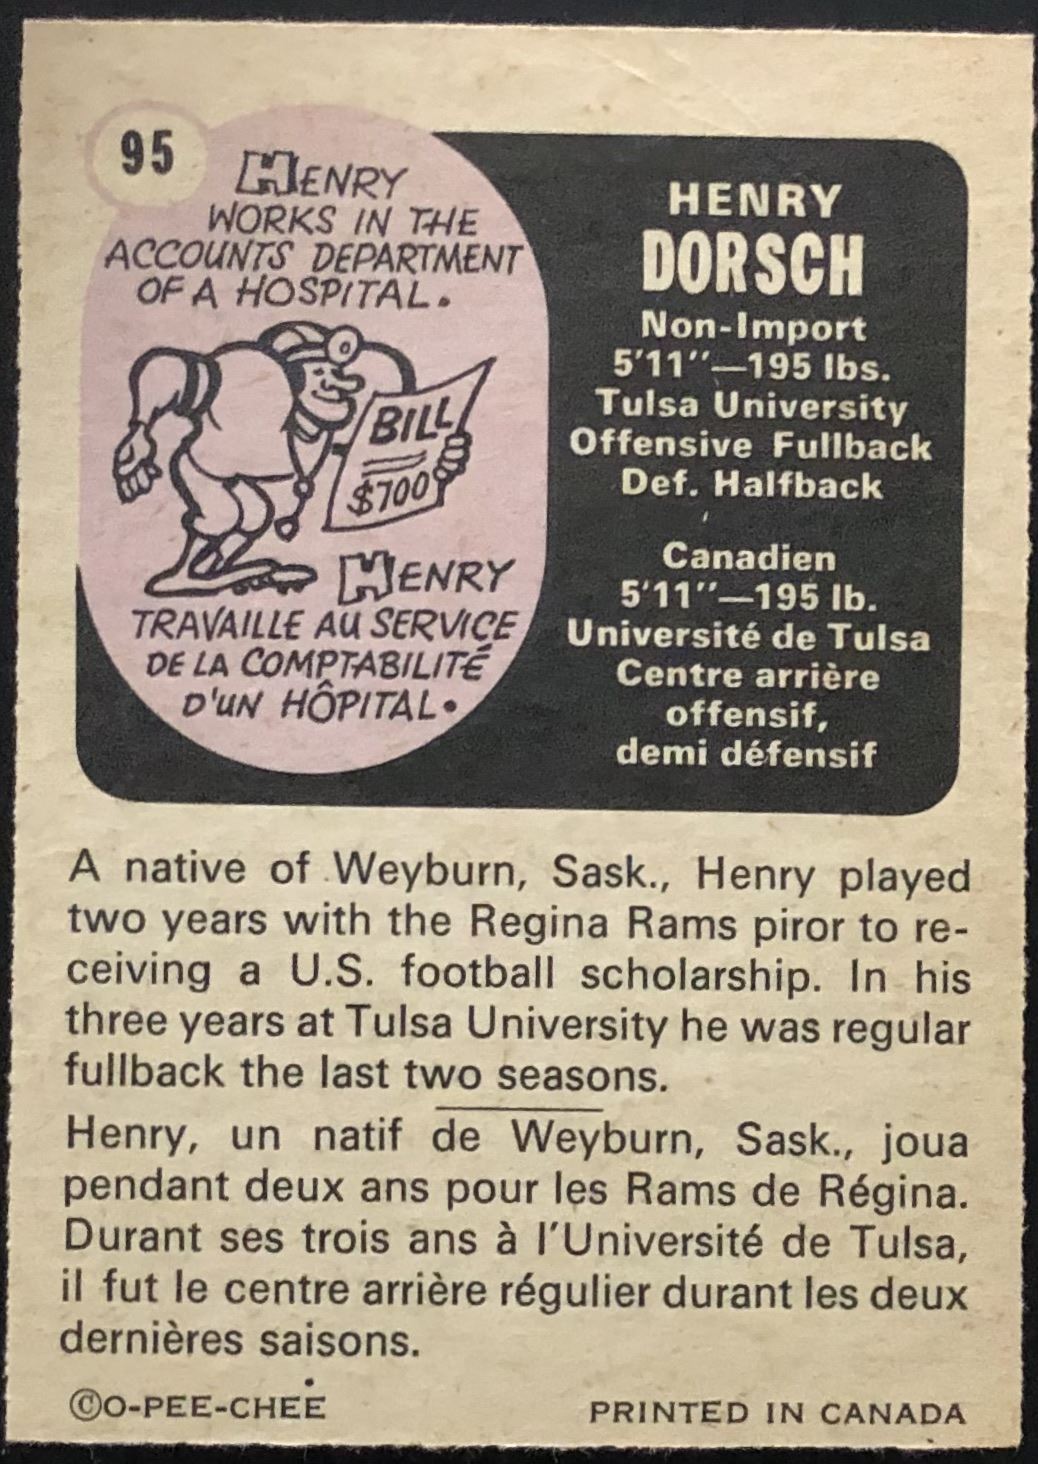 95
HENRY
WORKS IN THE
ACCOUNTS DEPARTMENT
OF A HOSPITAL.
BILL
$700
HENRY
TRAVAILLE AU SERVICE
DE LA COMPTABILITÉ
D'UN HÔPITAL.
HENRY
DORSCH
Non-Import
5'11"—195 lbs.
Tulsa University
Offensive Fullback
Def. Halfback
Canadien
5'11"—195 lb.
Université de Tulsa
Centre arrière
offensif,
demi défensif
A native of Weyburn, Sask., Henry played
two years with the Regina Rams piror to re-
ceiving a U.S. football scholarship. In his
three years at Tulsa University he was regular
fullback the last two seasons.
Henry, un natif de Weyburn, Sask., joua
pendant deux ans pour les Rams de Régina.
Durant ses trois ans à l'Université de Tulsa,
il fut le centre arrière régulier durant les deux
dernières saisons.
©O-PEE-CHEE
PRINTED IN CANADA